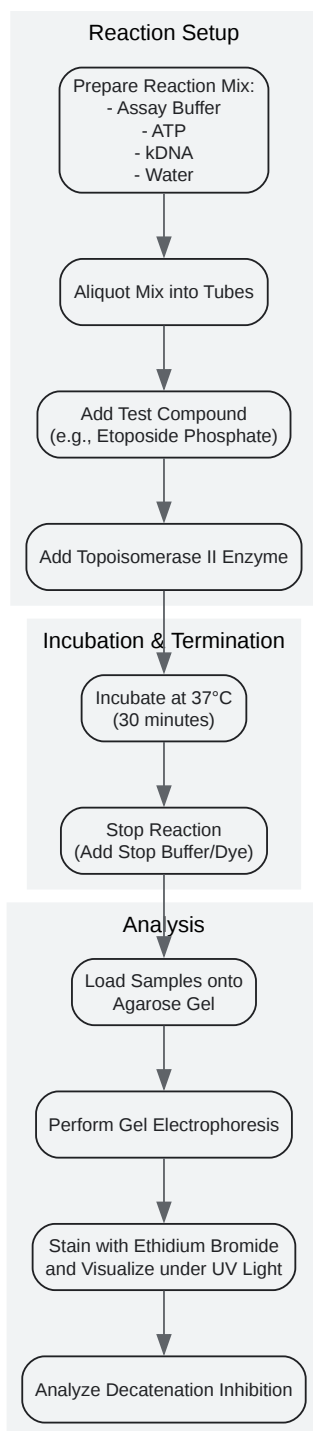 Reaction Setup
Prepare Reaction Mix:
- Assay Buffer
- ATP
- kDNA
- Water
Aliquot Mix into Tubes
Add Test Compound
(e.g., Etoposide Phosphate)
Add Topoisomerase II Enzyme
Incubation & Termination
Incubate at 37°C
(30 minutes)
Stop Reaction
(Add Stop Buffer/Dye)
Analysis
Load Samples onto
Agarose Gel
Perform Gel Electrophoresis
Stain with Ethidium Bromide
and Visualize under UV Light
Analyze Decatenation Inhibition